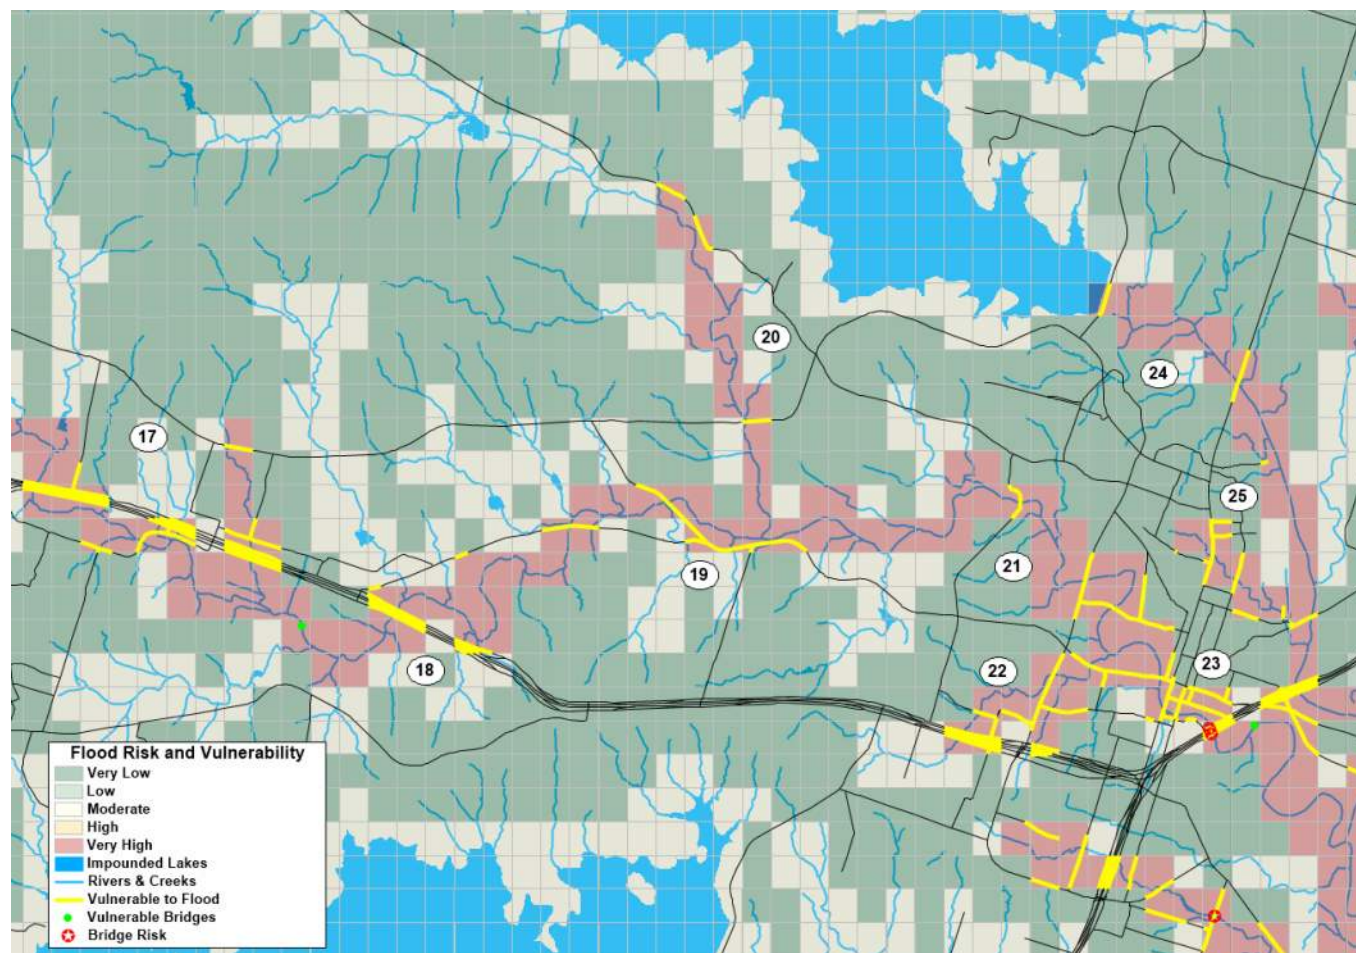 20
24
17
25
19
21
18
22
23
Flood Risk and Vulnerability
Very Low
Low
Moderate
High
Very High
Impounded Lakes
Rivers & Creeks
Vulnerable to Flood
Vulnerable Bridges
Bridge Risk